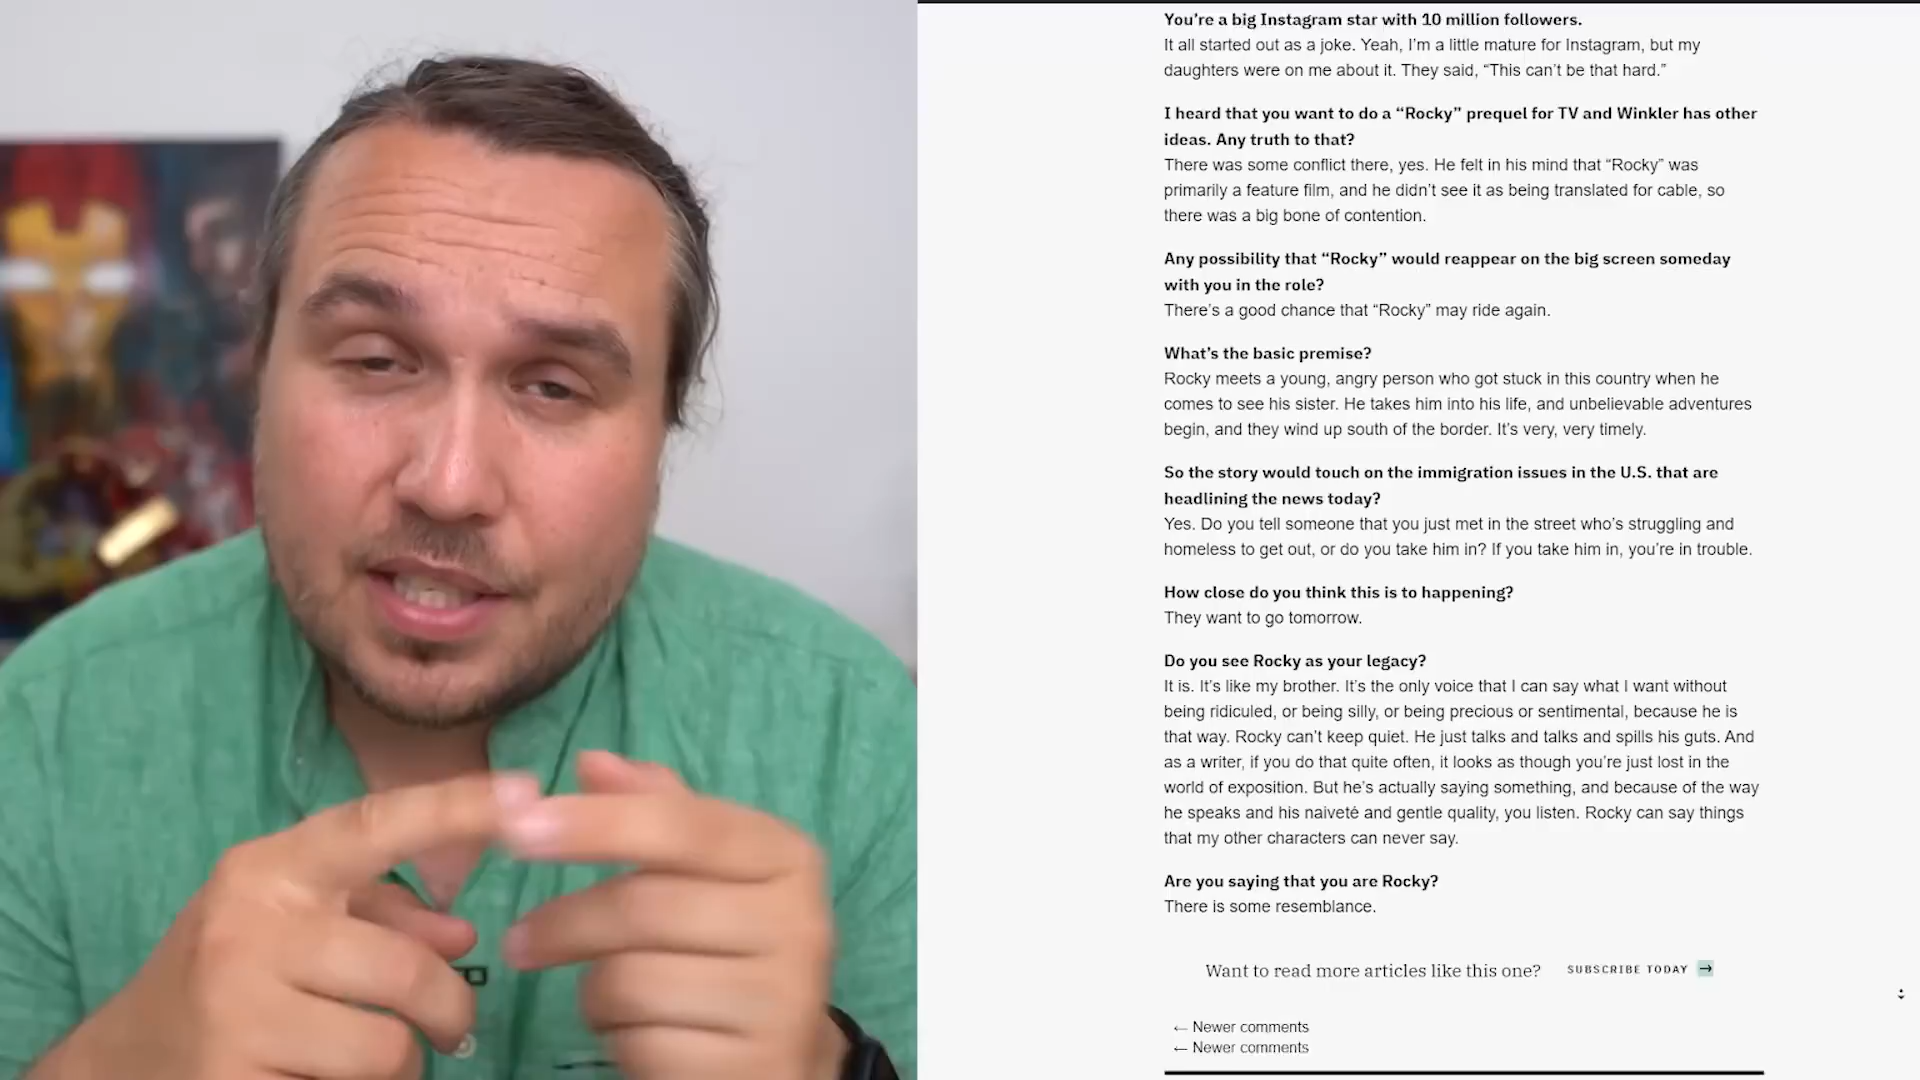 You’re a big Instagram star with 10 million followers.
It all started out as a joke. Yeah, I’m a little mature for Instagram, but my
daughters were on me about it. They said, “This can’t be that hard.”
I heard that you want to do a “Rocky” prequel for TV and Winkler has other
ideas. Any truth to that?
There was some conflict there, yes. He felt in his mind that “Rocky” was
primarily a feature film, and he didn’t see it as being translated for cable, so
there was a big bone of contention.
Any possibility that “Rocky” would reappear on the big screen someday
with you in the role?
There’s a good chance that “Rocky” may ride again.
What’s the basic premise?
Rocky meets a young, angry person who got stuck in this country when he
comes to see his sister. He takes him into his life, and unbelievable adventures
begin, and they wind up south of the border. It’s very, very timely.
So the story would touch on the immigration issues in the U.S. that are
headlining the news today?
Yes. Do you tell someone that you just met in the street who’s struggling and
homeless to get out, or do you take him in? If you take him in, you’re in trouble.
How close do you think this is to happening?
They want to go tomorrow.
Do you see Rocky as your legacy?
It is. It’s like my brother. It’s the only voice that I can say what I want without
being ridiculed, or being silly, or being precious or sentimental, because he is
that way. Rocky can’t keep quiet. He just talks and talks and spills his guts. And
as a writer, if you do that quite often, it looks as though you’re just lost in the
world of exposition. But he’s actually saying something, and because of the way
he speaks and his naiveté and gentle quality, you listen. Rocky can say things
that my other characters can never say.
Are you saying that you are Rocky?
There is some resemblance.
Want to read more articles like this one? SUBSCRIBE TODAY →
← Newer comments
← Newer comments